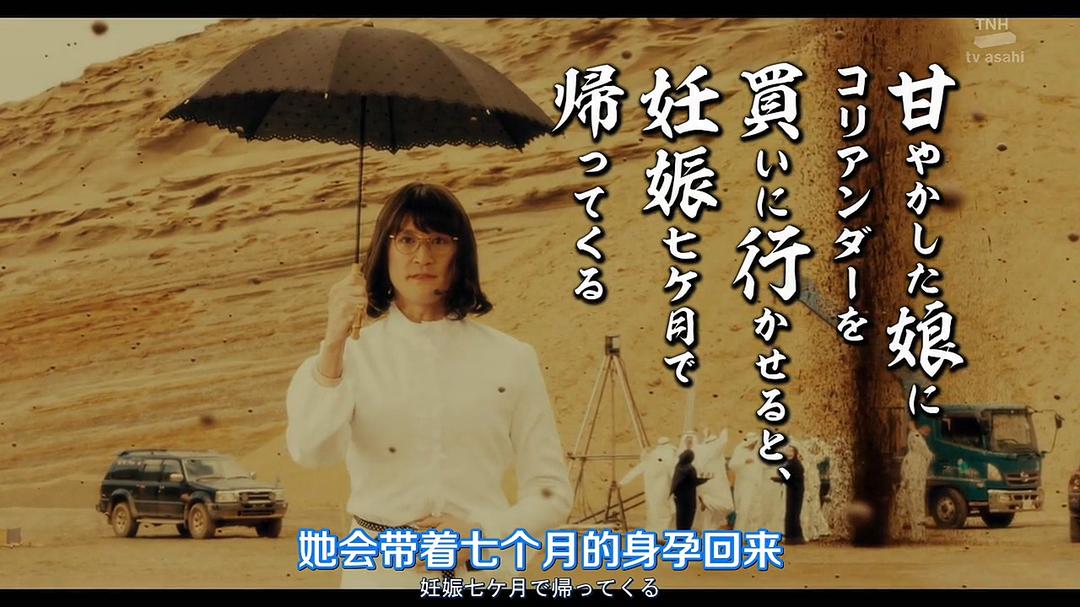 TNH
tv asahi
甘やかした娘に
コリアンダーを
買いに行かせると、
妊娠七ケ月で
帰ってくる
她会带着七个月的身孕回来
妊娠七ケ月で帰ってくる